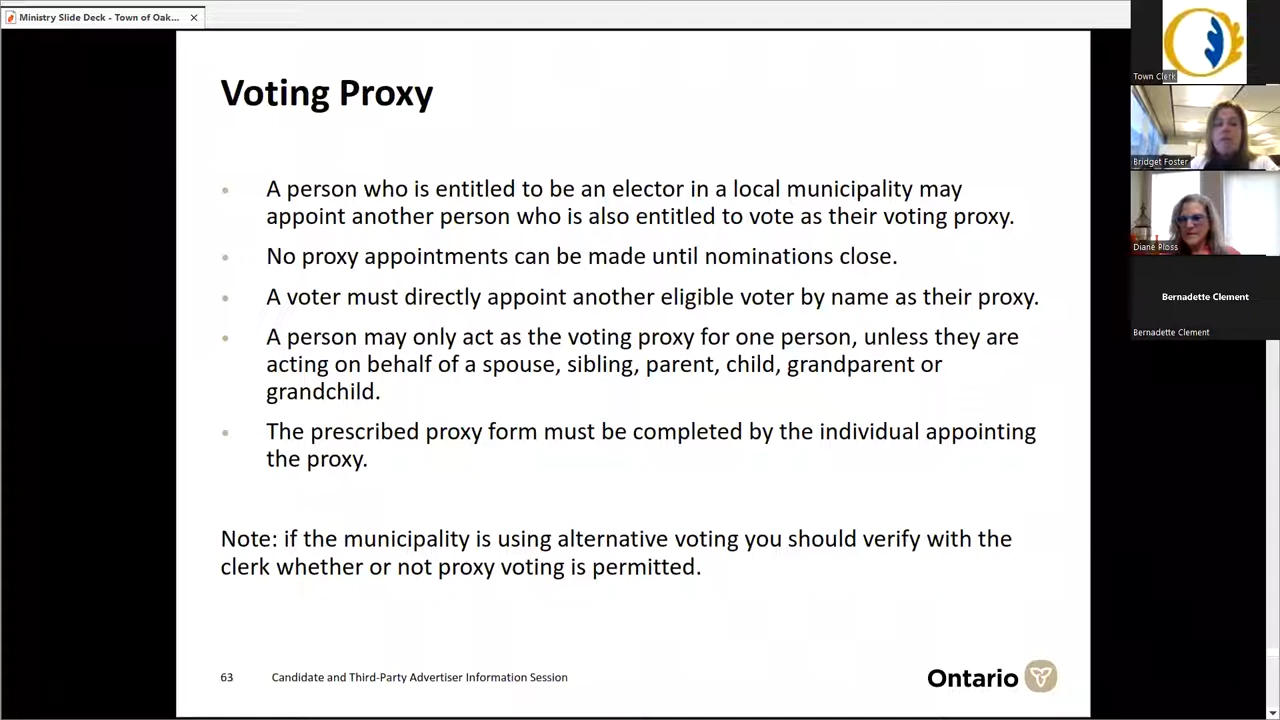 Ministry Slide Deck - Town of Oak...
Voting Proxy
A person who is entitled to be an elector in a local municipality may
appoint another person who is also entitled to vote as their voting proxy.
No proxy appointments can be made until nominations close.
A voter must directly appoint another eligible voter by name as their proxy.
A person may only act as the voting proxy for one person, unless they are
acting on behalf of a spouse, sibling, parent, child, grandparent or
grandchild.
The prescribed proxy form must be completed by the individual appointing
the proxy.
Note: if the municipality is using alternative voting you should verify with the
clerk whether or not proxy voting is permitted.
63 Candidate and Third-Party Advertiser Information Session
Ontario
Town Clerk
Bridget Foster
Diane Ploss
Bernadette Clement
Bernadette Clement